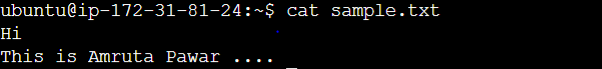 ubuntu@ip-172-31-81-24:~$ cat sample.txt
Hi
This is Amruta Pawar .... _